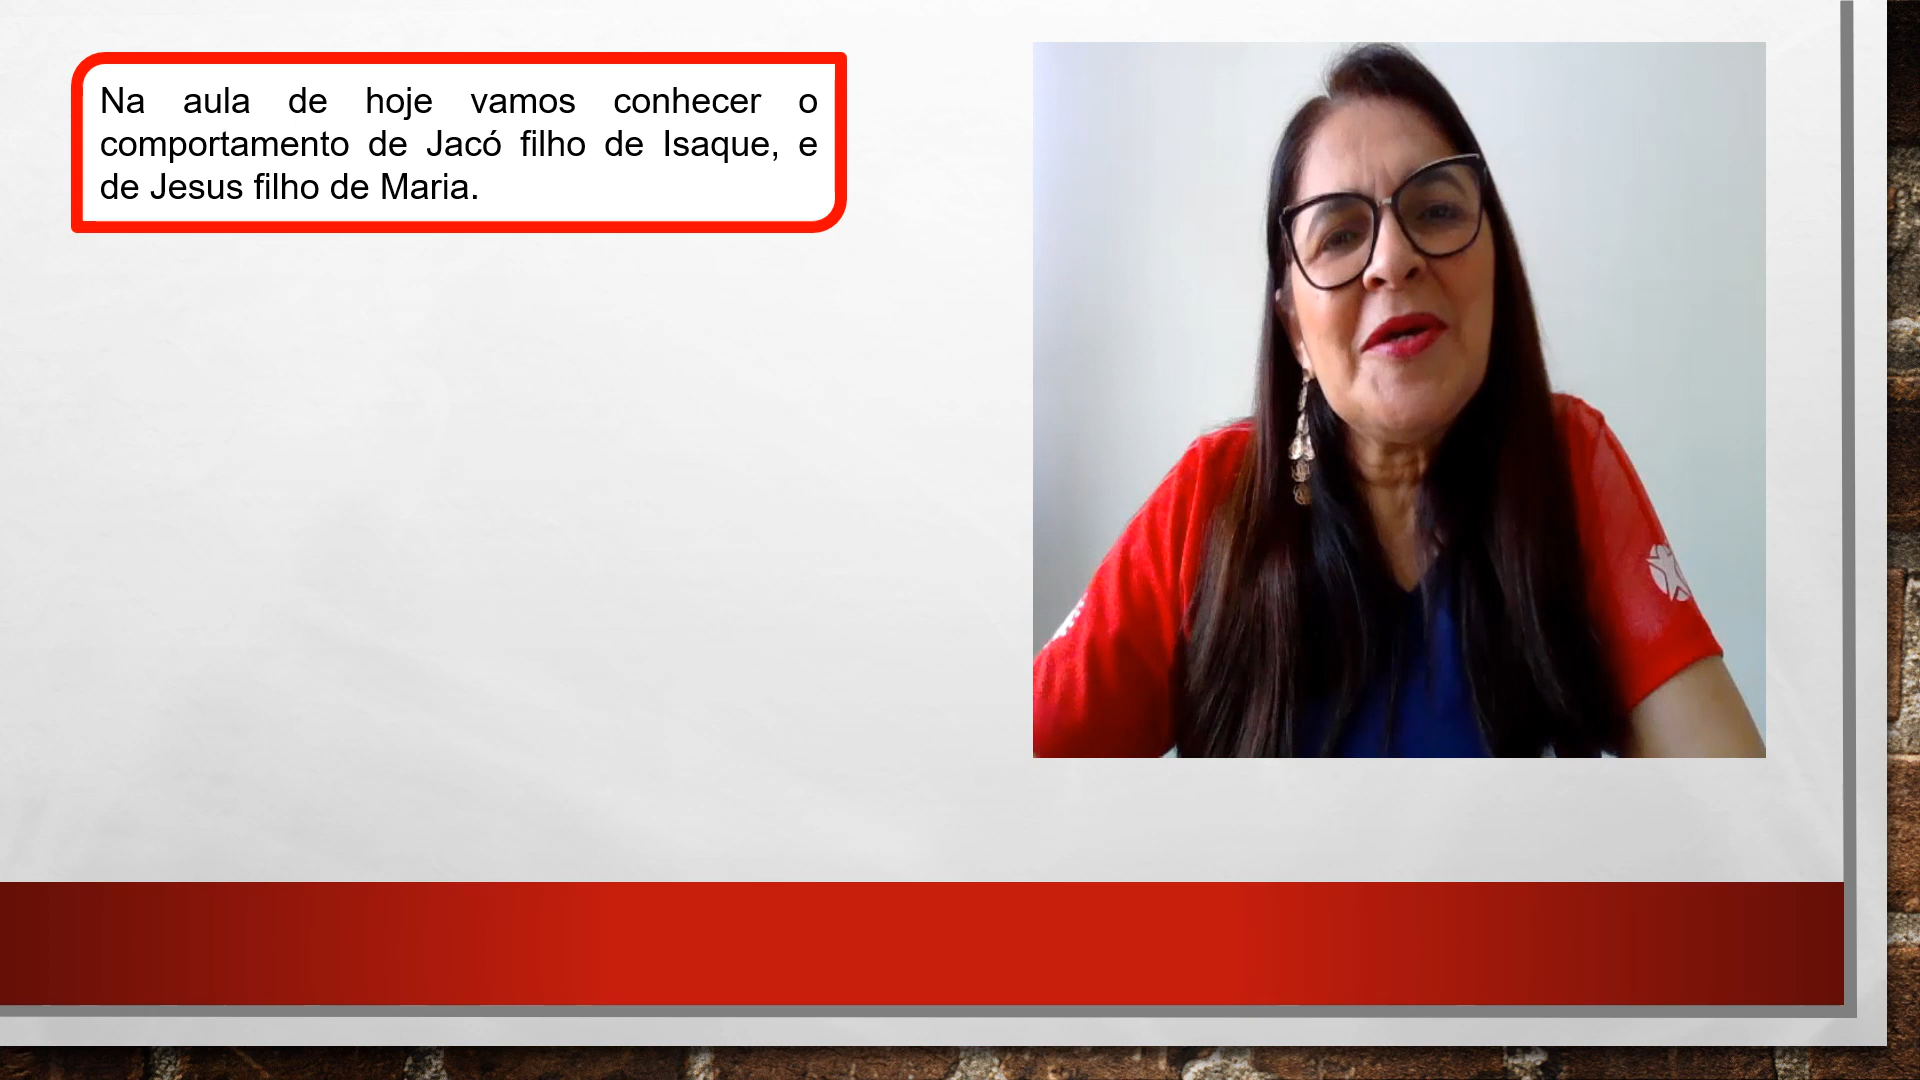 Na aula de hoje vamos conhecer o
comportamento de Jacó filho de Isaque, e
de Jesus filho de Maria.